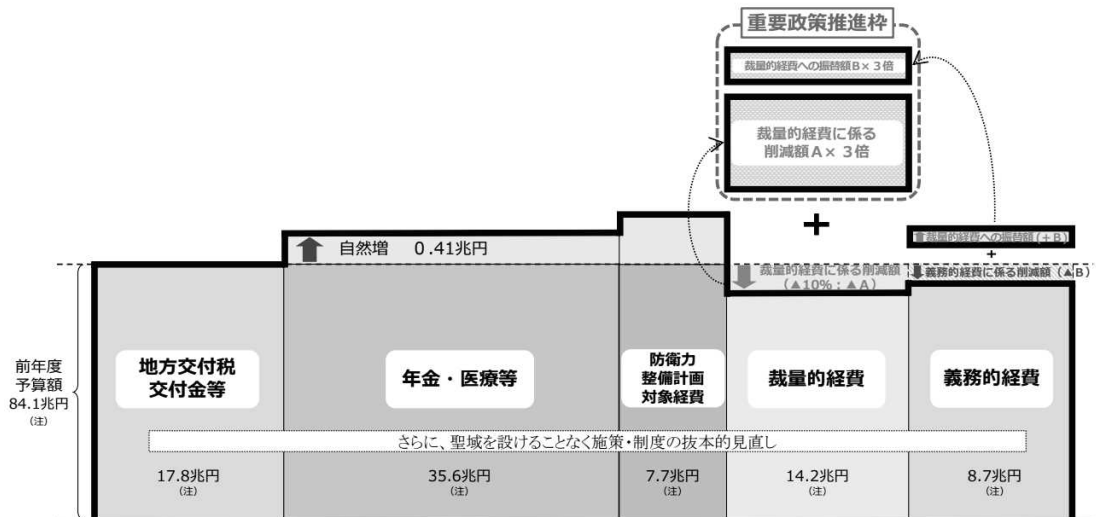 重要政策推進枠
裁量的経費への振替額B×３倍
裁量的経費に係る
削減額A×３倍
+
自然増　０.41兆円
裁量的経費への振替額(+B)
+
裁量的経費に係る削減額
(▲10%：▲A)
義務的経費に係る削減額（▲B）
前年度
予算額
84.1兆円
(注)
地方交付税
交付金等
年金・医療等
防衛力
整備計画
対象経費
裁量的経費
義務的経費
さらに、聖域を設けることなく施策・制度の抜本的見直し
17.8兆円
(注)
35.6兆円
(注)
7.7兆円
(注)
14.2兆円
(注)
8.7兆円
(注)